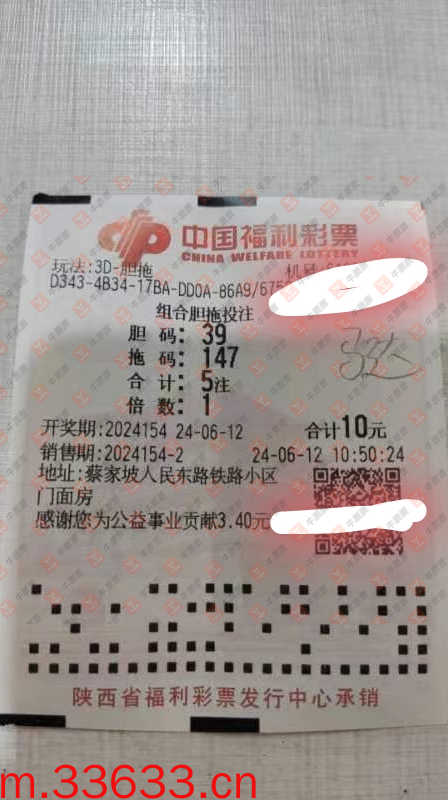 中国福利彩票
CHINA WELFARE LOTTERY
玩法:3D-胆拖 机号
D343-4B34-17BA-DD0A-86A9/675
组合胆拖投注
胆 码: 39
拖 码: 147
合 计: 5注
倍 数: 1
开奖期:2024154 24-06-12 合计10元
销售期:2024154-2 24-06-12 10:50:24
地址:蔡家坡人民东路铁路小区
门面房
感谢您为公益事业贡献3.40元
陕西省福利彩票发行中心承销
m.33633.cn